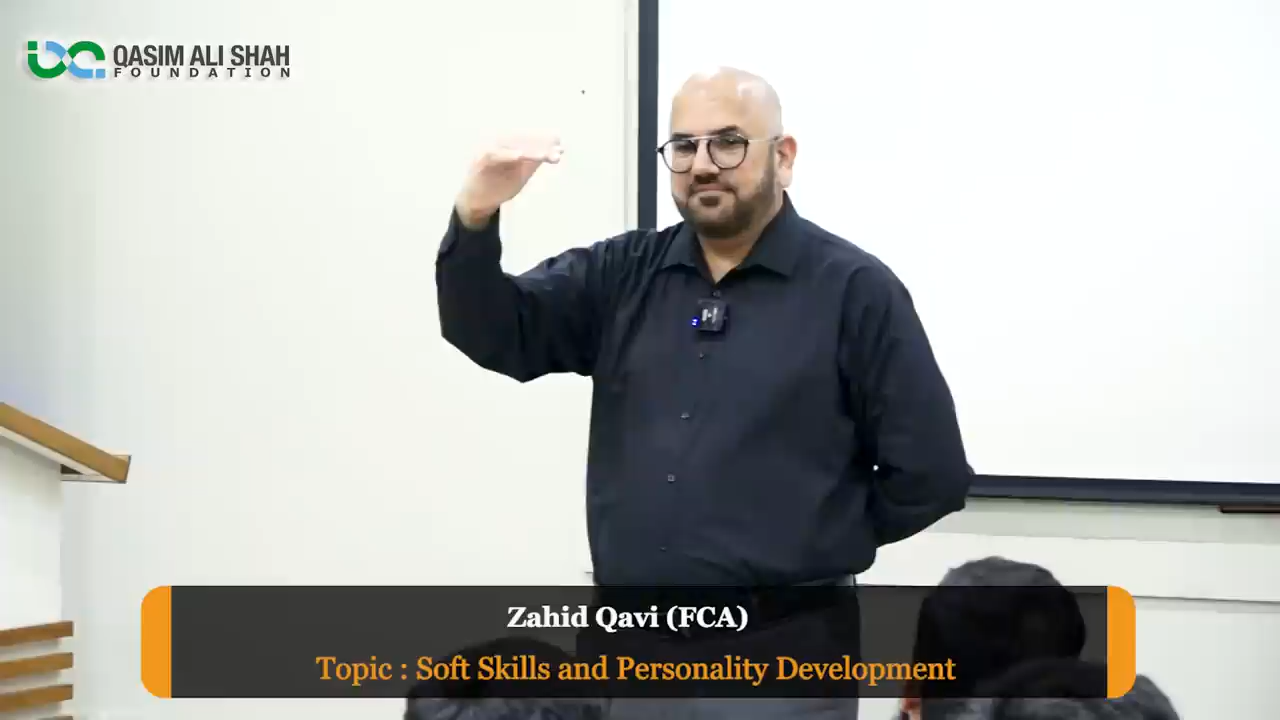 QASIM ALI SHAH
FOUNDATION
Zahid Qavi (FCA)
Topic : Soft Skills and Personality Development